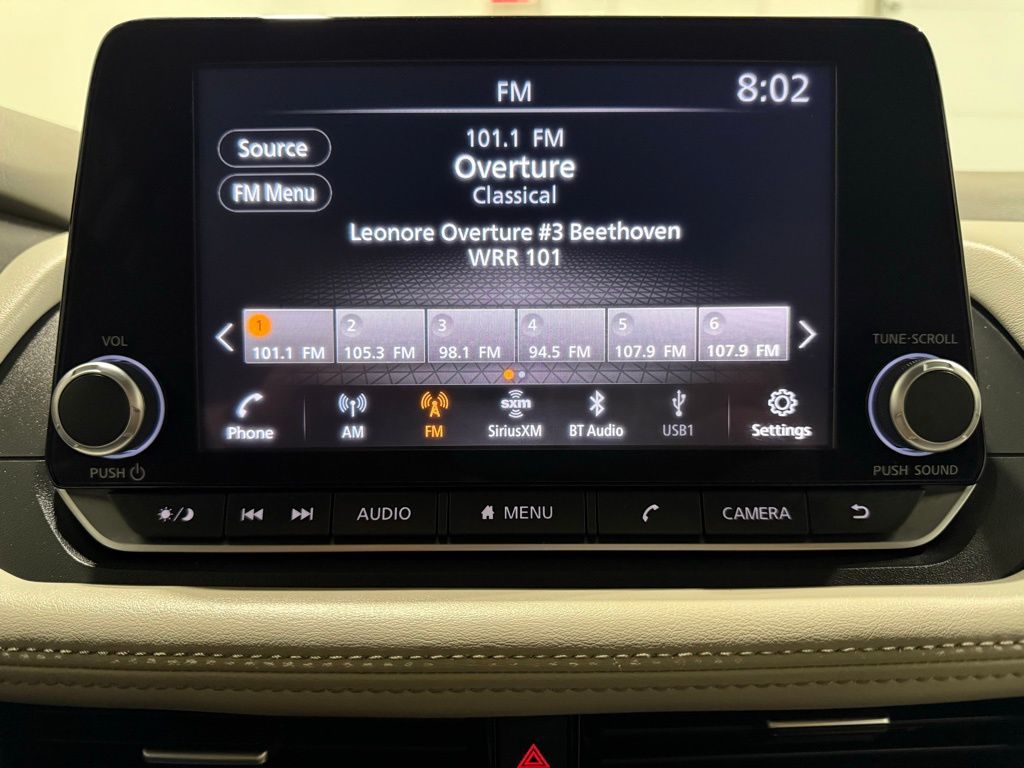 FM 8:02
Source
FM Menu
101.1 FM
Overture
Classical
Leonore Overture #3 Beethoven
WRR 101
1 2 3 4 5 6
101.1 FM 105.3 FM 98.1 FM 94.5 FM 107.9 FM 107.9 FM
sxm
Phone AM FM SiriusXM BT Audio USB1 Settings
VOL
PUSH
TUNE·SCROLL
PUSH SOUND
AUDIO MENU CAMERA